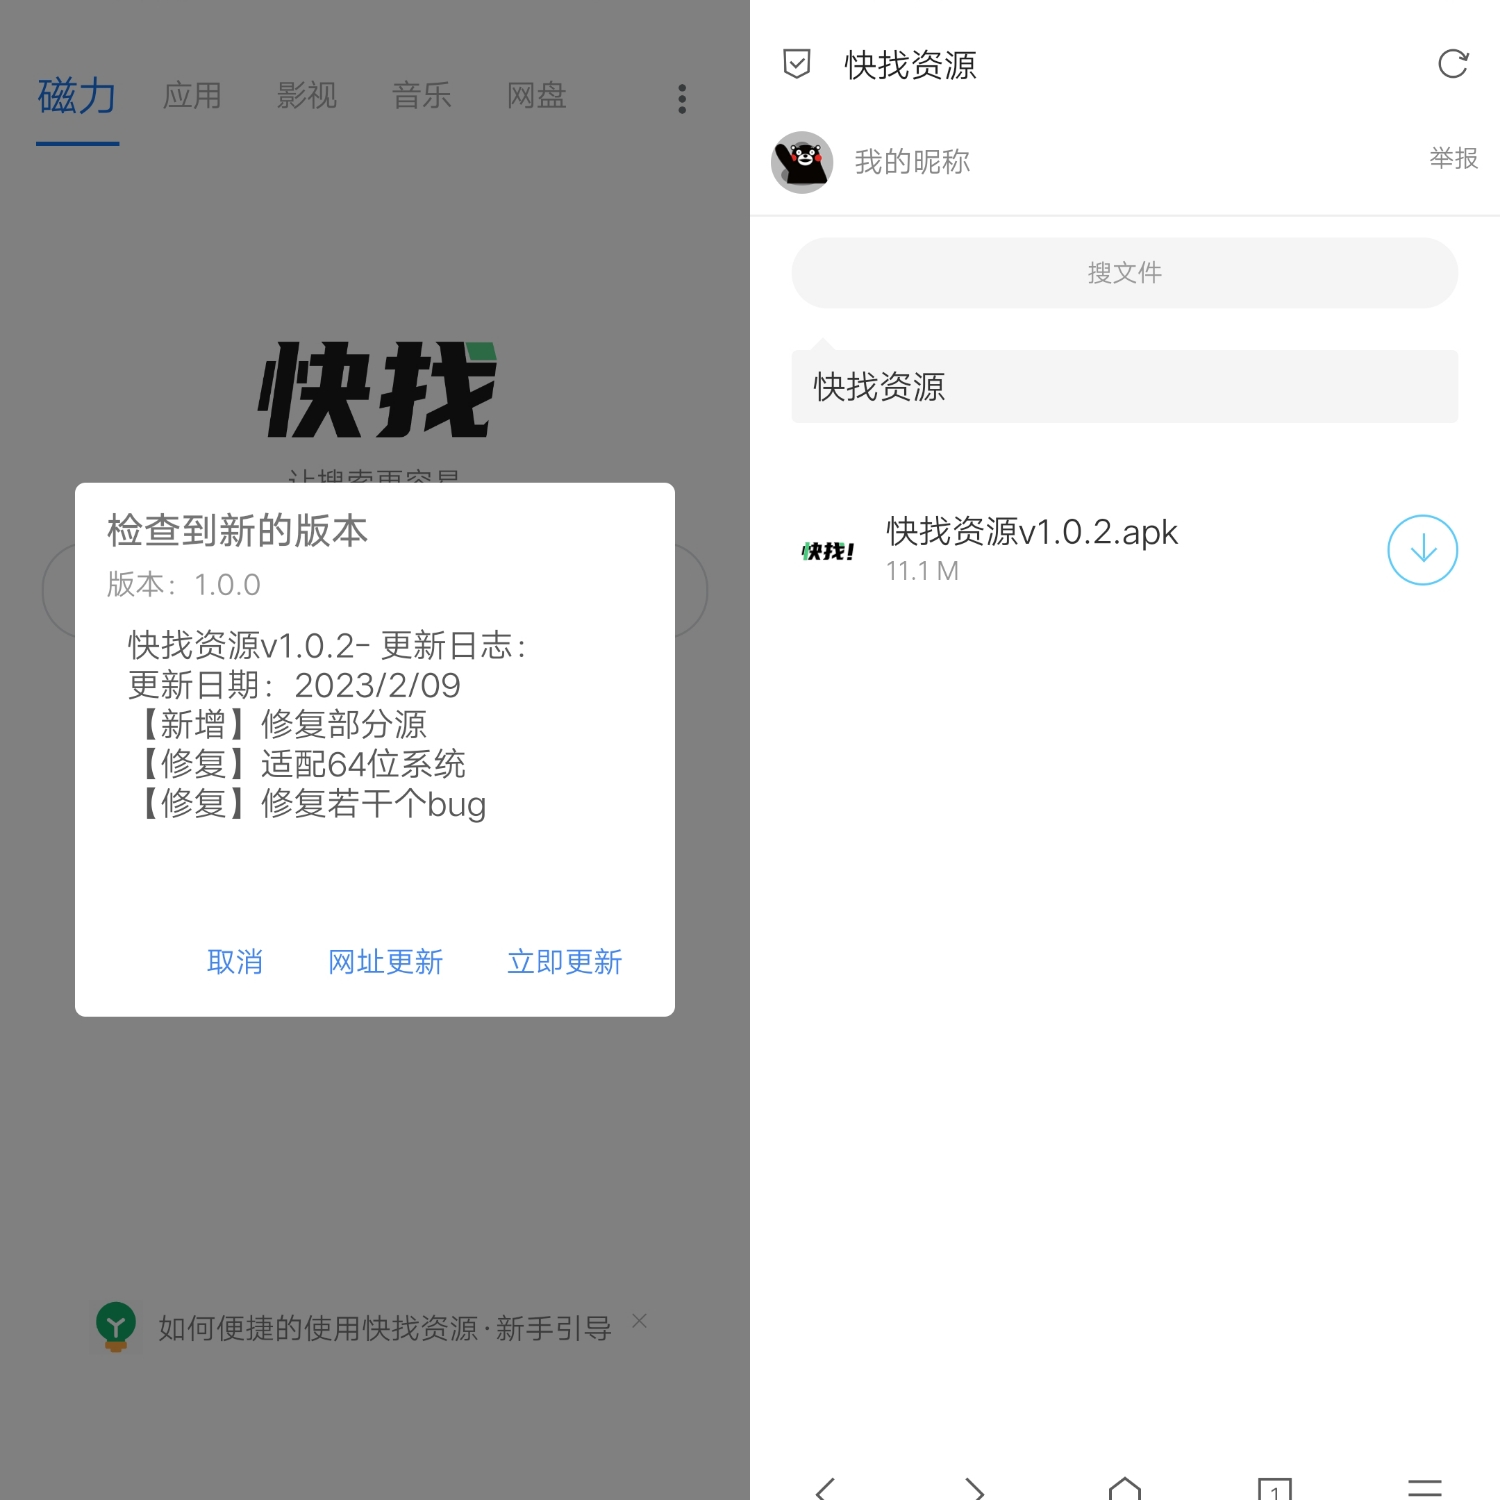 磁力 应用 影视 音乐 网盘
快找
让搜索更容易
检查到新的版本
版本：1.0.0
快找资源v1.0.2- 更新日志：
更新日期：2023/2/09
【新增】修复部分源
【修复】适配64位系统
【修复】修复若干个bug
取消 网址更新 立即更新
如何便捷的使用快找资源·新手引导
快找资源
我的昵称 举报
搜文件
快找资源
快找!
快找资源v1.0.2.apk
11.1 M
1